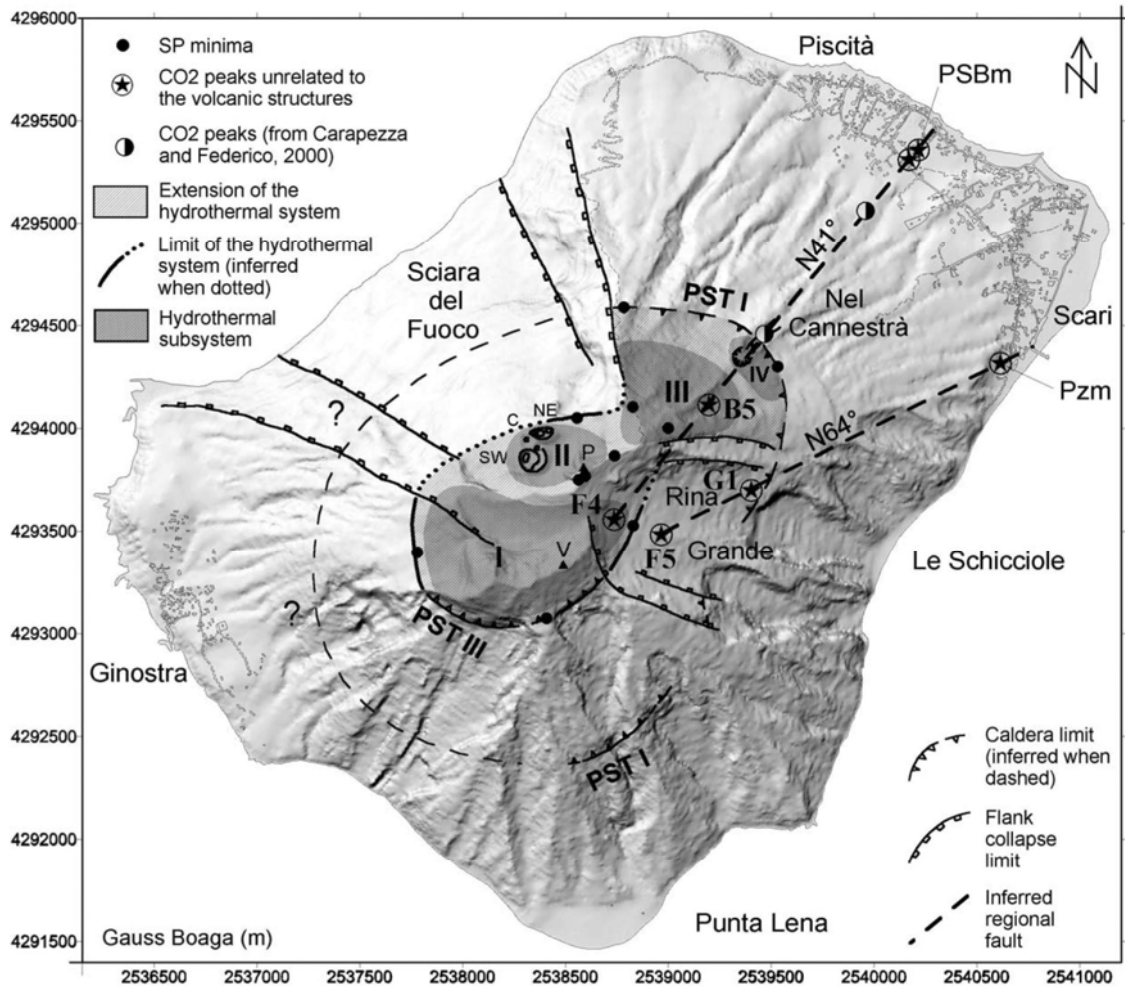 4296000
4295500
4295000
4294500
4294000
4293500
4293000
4292500
4292000
4291500
SP minima
CO2 peaks unrelated to
the volcanic structures
CO2 peaks (from Carapezza
and Federico, 2000)
Extension of the
hydrothermal system
Limit of the hydrothermal
system (inferred
when dotted)
Hydrothermal
subsystem
Piscità
PSBm
N
N41°
Sciara
del
Fuoco
PST I
Nel
Cannestrà
Scari
Pzm
IV
III
B5
N64°
?
C
NE
SW
II
P
G1
Rina
F4
F5
Grande
I
V
Le Schicciole
?
PST III
Ginostra
PST I
Punta Lena
Caldera limit
(inferred when
dashed)
Flank
collapse
limit
Inferred
regional
fault
Gauss Boaga (m)
2536500
2537000
2537500
2538000
2538500
2539000
2539500
2540000
2540500
2541000